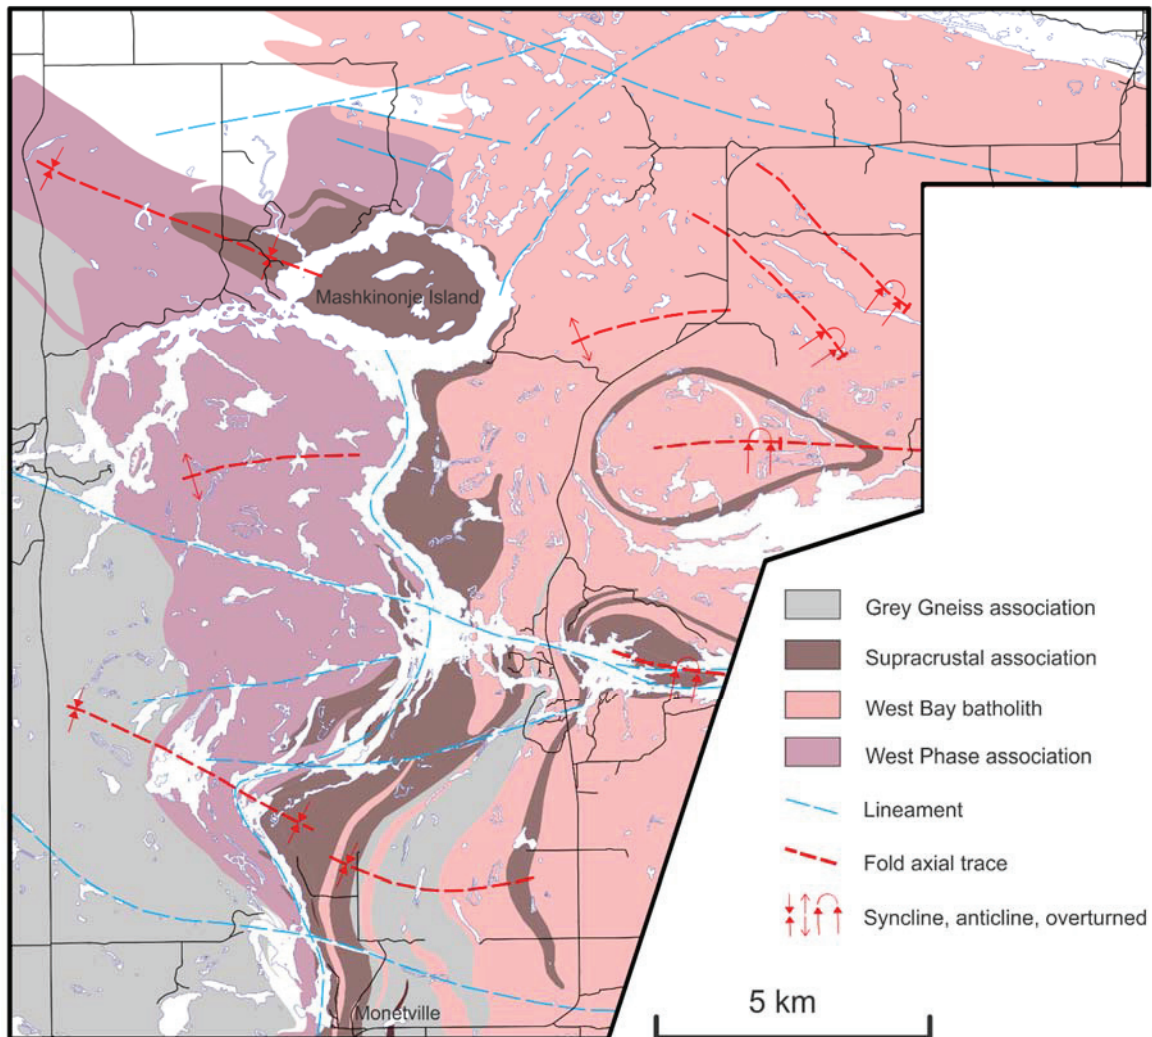 Mashkinonje Island
Grey Gneiss association
Supracrustal association
West Bay batholith
West Phase association
Lineament
Fold axial trace
Syncline, anticline, overturned
5 km
Monetville